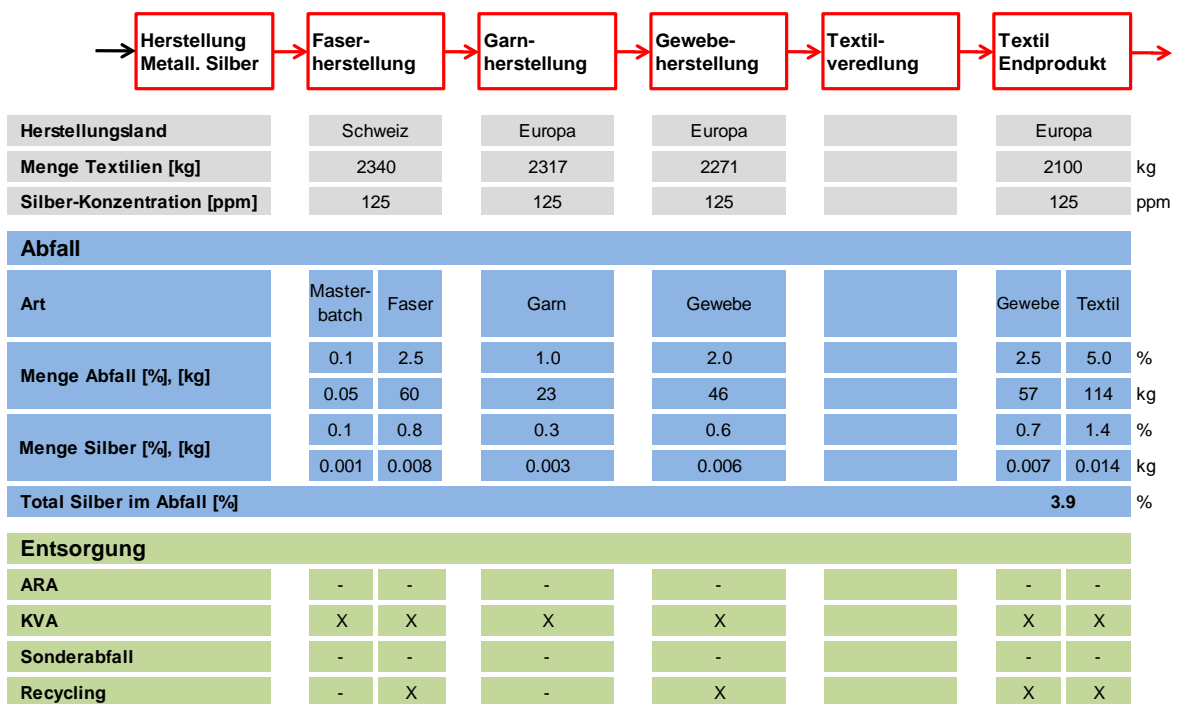 Herstellung Metall. Silber
Faser-herstellung
Garn-herstellung
Gewebe-herstellung
Textil-veredlung
Textil Endprodukt
Herstellungsland Schweiz Europa Europa Europa
Menge Textilien [kg] 2340 2317 2271 2100 kg
Silber-Konzentration [ppm] 125 125 125 125 ppm
Abfall
Art Master-batch Faser Garn Gewebe Gewebe Textil
Menge Abfall [%], [kg]
0.1 2.5 1.0 2.0 2.5 5.0 %
0.05 60 23 46 57 114 kg
Menge Silber [%], [kg]
0.1 0.8 0.3 0.6 0.7 1.4 %
0.001 0.008 0.003 0.006 0.007 0.014 kg
Total Silber im Abfall [%] 3.9 %
Entsorgung
ARA - - - - - -
KVA X X X X X X
Sonderabfall - - - - - -
Recycling - X - X X X